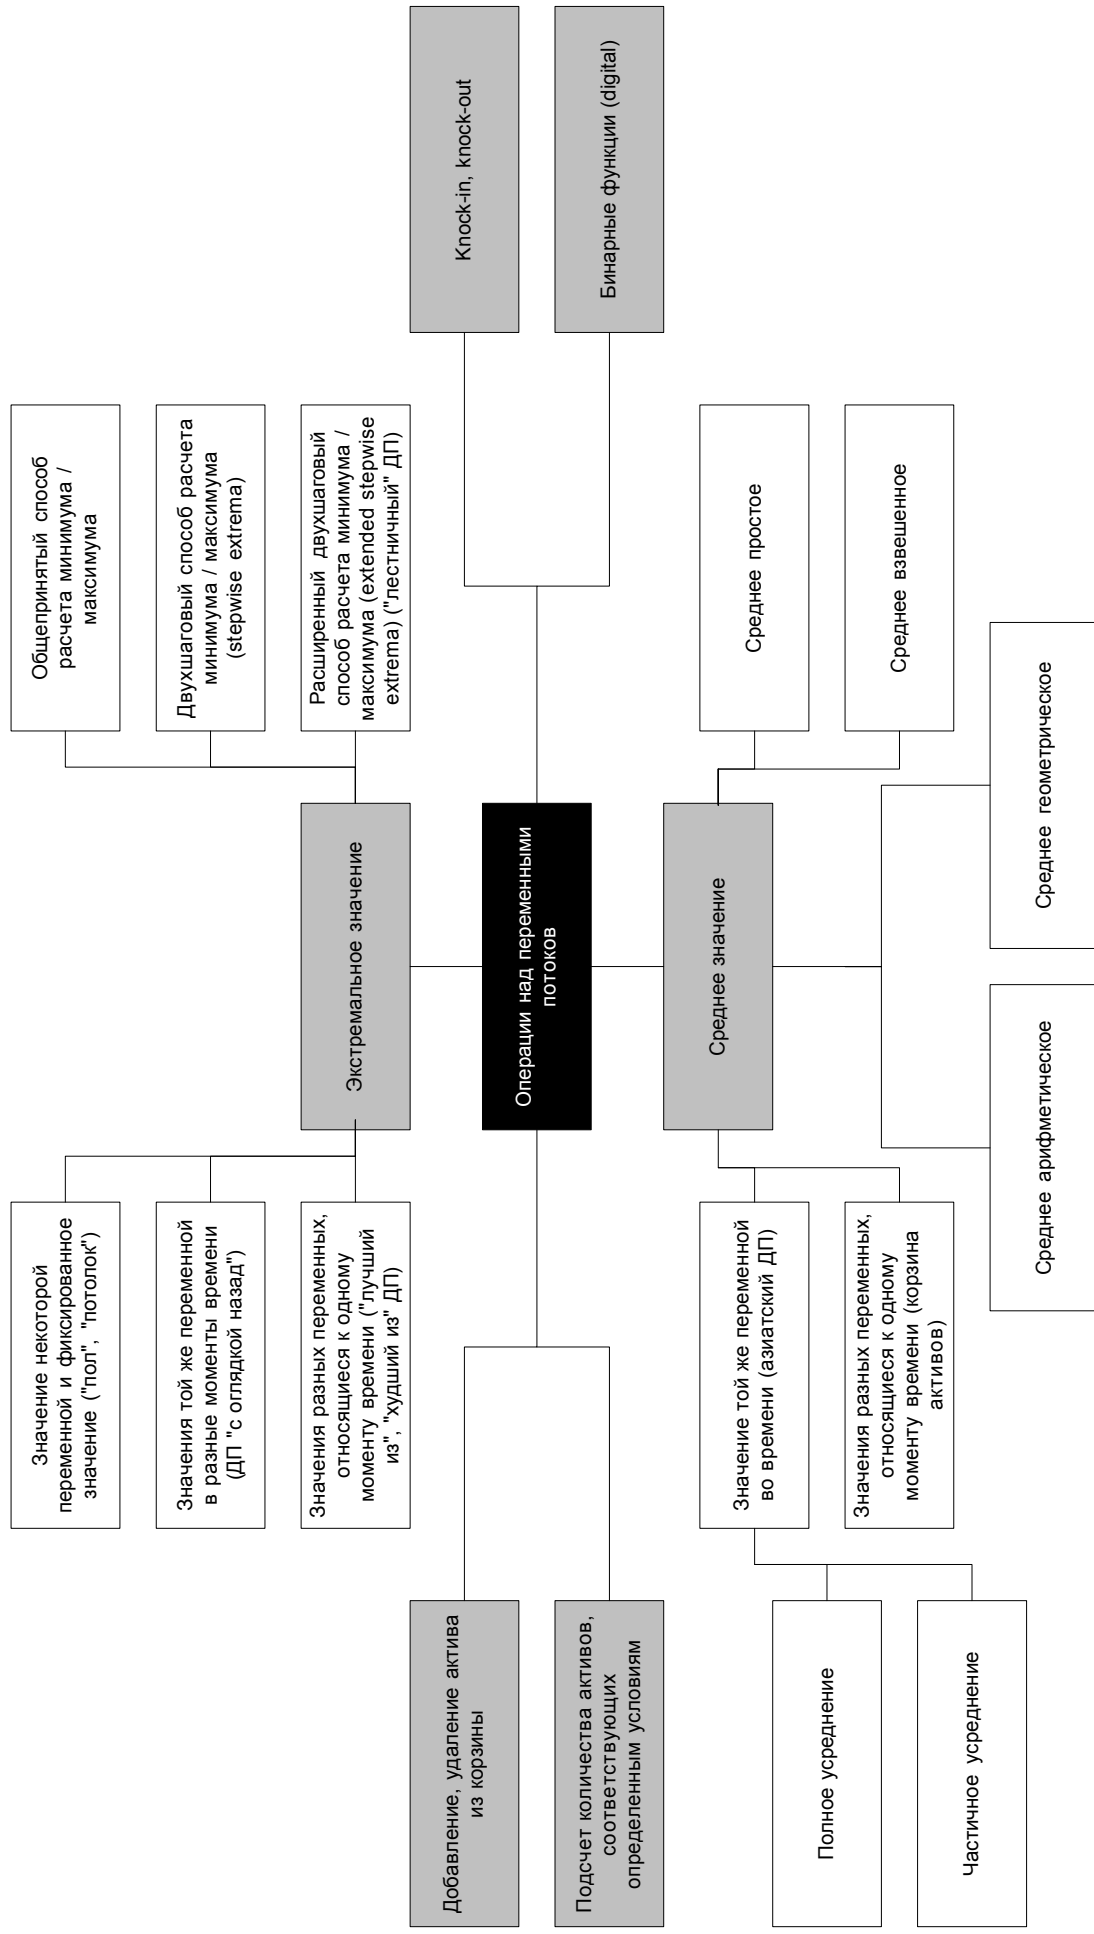 Значение некоторой
переменной и фиксированное
значение ("пол", "потолок")
Общепринятый способ
расчета минимума /
максимума
Значения той же переменной
в разные моменты времени
(ДП "с оглядкой назад")
Двухшаговый способ расчета
минимума / максимума
(stepwise extrema)
Значения разных переменных,
относящиеся к одному
моменту времени ("лучший
из", "худший из" ДП)
Экстремальное значение
Расширенный двухшаговый
способ расчета минимума /
максимума (extended stepwise
extrema) ("лестничный" ДП)
Добавление, удаление актива
из корзины
Knock-in, knock-out
Операции над переменными
потоков
Подсчет количества активов,
соответствующих
определенным условиям
Бинарные функции (digital)
Значение той же переменной
во времени (азиатский ДП)
Среднее значение
Среднее простое
Полное усреднение
Значения разных переменных,
относящиеся к одному
моменту времени (корзина
активов)
Среднее взвешенное
Частичное усреднение
Среднее арифметическое
Среднее геометрическое